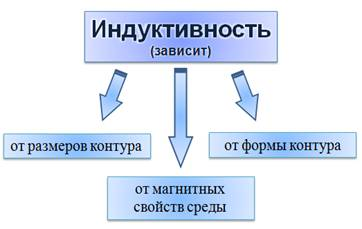 Индуктивность
(зависит)
от размеров контура
от формы контура
от магнитных
свойств среды